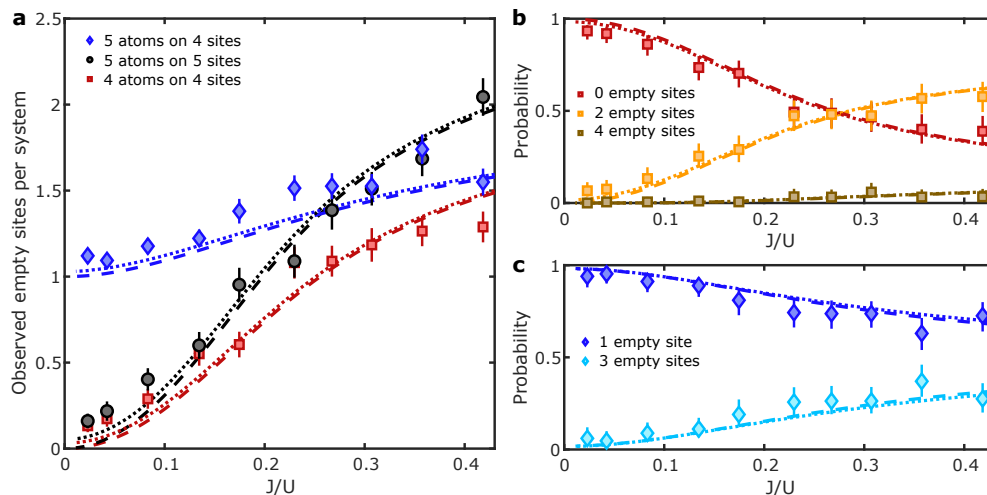 a
Observed empty sites per system
2.5
2
1.5
1
0.5
0
5 atoms on 4 sites
5 atoms on 5 sites
4 atoms on 4 sites
0
0.1
0.2
0.3
0.4
J/U
b
Probability
1
0.5
0
0 empty sites
2 empty sites
4 empty sites
0
0.1
0.2
0.3
0.4
J/U
c
Probability
1
0.5
0
1 empty site
3 empty sites
0
0.1
0.2
0.3
0.4
J/U